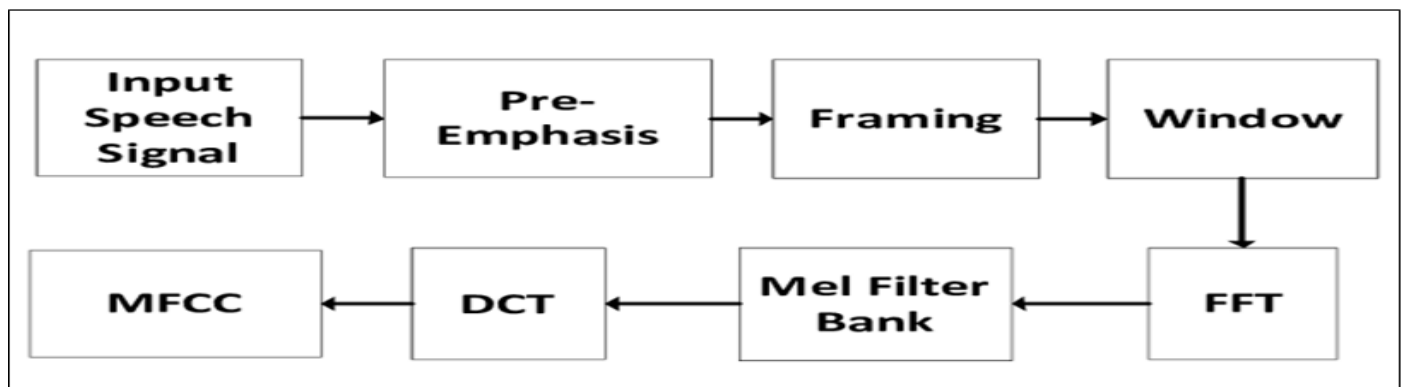 Input
Speech
Signal
Pre-
Emphasis
Framing
Window
FFT
Mel Filter
Bank
DCT
MFCC